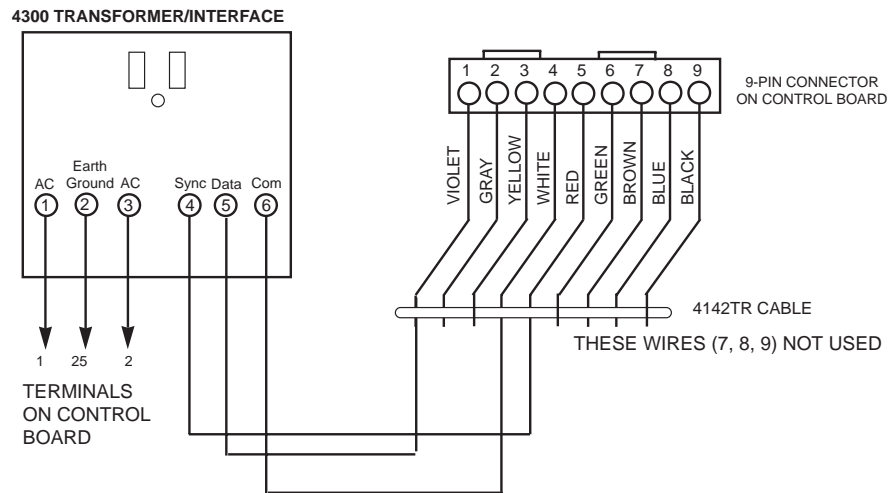 4300 TRANSFORMER/INTERFACE
AC
Earth
Ground
AC
Sync
Data
Com
1
2
3
4
5
6
1
25
2
TERMINALS
ON CONTROL
BOARD
1 2 3 4 5 6 7 8 9
9-PIN CONNECTOR
ON CONTROL BOARD
VIOLET
GRAY
YELLOW
WHITE
RED
GREEN
BROWN
BLUE
BLACK
4142TR CABLE
THESE WIRES (7, 8, 9) NOT USED